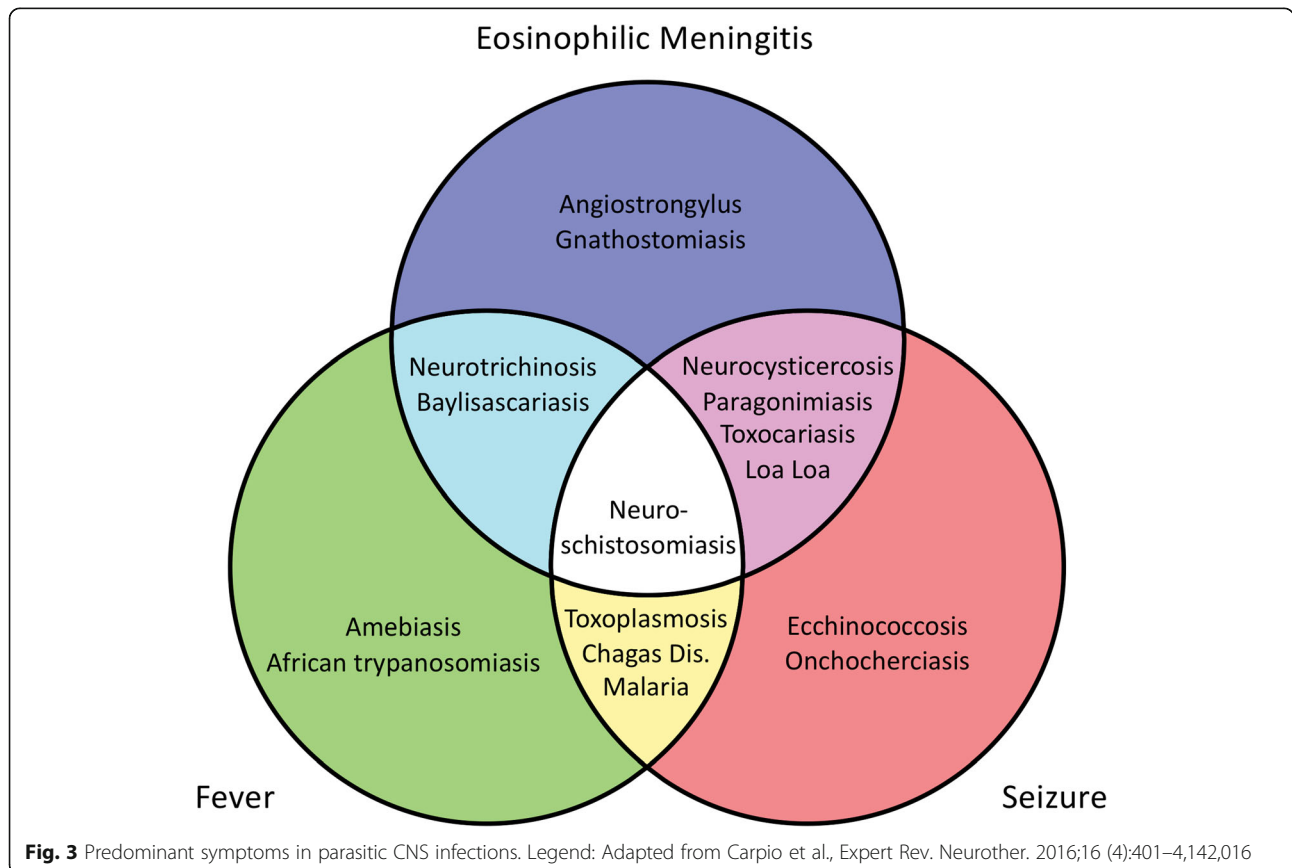 Eosinophilic Meningitis
Angiostrongylus
Gnathostomiasis
Neurotrichinosis
Baylisascariasis
Neurocysticercosis
Paragonimiasis
Toxocariasis
Loa Loa
Neuro-
schistosomiasis
Amebiasis
African trypanosomiasis
Toxoplasmosis
Chagas Dis.
Malaria
Ecchinococcosis
Onchocherciasis
Fever
Seizure
Fig. 3 Predominant symptoms in parasitic CNS infections. Legend: Adapted from Carpio et al., Expert Rev. Neurother. 2016;16 (4):401–4,142,016